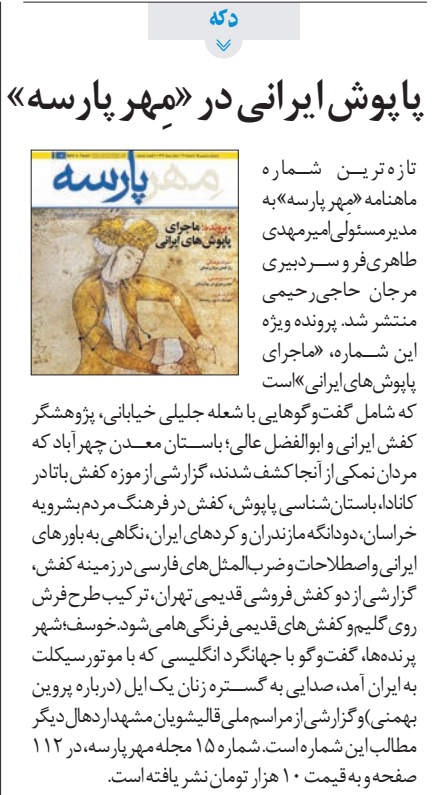 دکه
پاپوش ایرانی در «مِهر پارسه»
مِهر پارسه
پرونده: ماجرای
پاپوش‌های ایرانی
تازه‌ترین شماره
ماهنامه «مِهر پارسه» به
مدیرمسئولی امیرمهدی
طاهری‌فر و سردبیری
مرجان حاجی‌رحیمی
منتشر شد. پرونده ویژه
این شماره، «ماجرای
پاپوش‌های ایرانی» است
که شامل گفت‌وگوهایی با شعله جلیلی خیابانی، پژوهشگر
کفش ایرانی و ابوالفضل عالی؛ باستان معدن چهرآباد که
مردان نمکی از آنجا کشف شدند، گزارشی از موزه کفش باتا در
کانادا، باستان‌شناسی پاپوش، کفش در فرهنگ مردم بشرویه
خراسان، دودانگه مازندران و کردهای ایران، نگاهی به باورهای
ایرانی و اصطلاحات و ضرب‌المثل‌های فارسی در زمینه کفش،
گزارشی از دو کفش‌فروشی قدیمی تهران، ترکیب طرح فرش
روی گلیم و کفش‌های قدیمی فرنگی‌ها می‌شود. خوسف؛ شهر
پرنده‌ها، گفت‌وگو با جهانگرد انگلیسی که با موتورسیکلت
به ایران آمد، صدایی به گستره زنان یک ایل (درباره پروین
بهمنی) و گزارشی از مراسم ملی قالیشویان مشهد اردهال دیگر
مطالب این شماره است. شماره ۱۵ مجله مهر پارسه، در ۱۱۲
صفحه و به قیمت ۱۰ هزار تومان نشر یافته است.